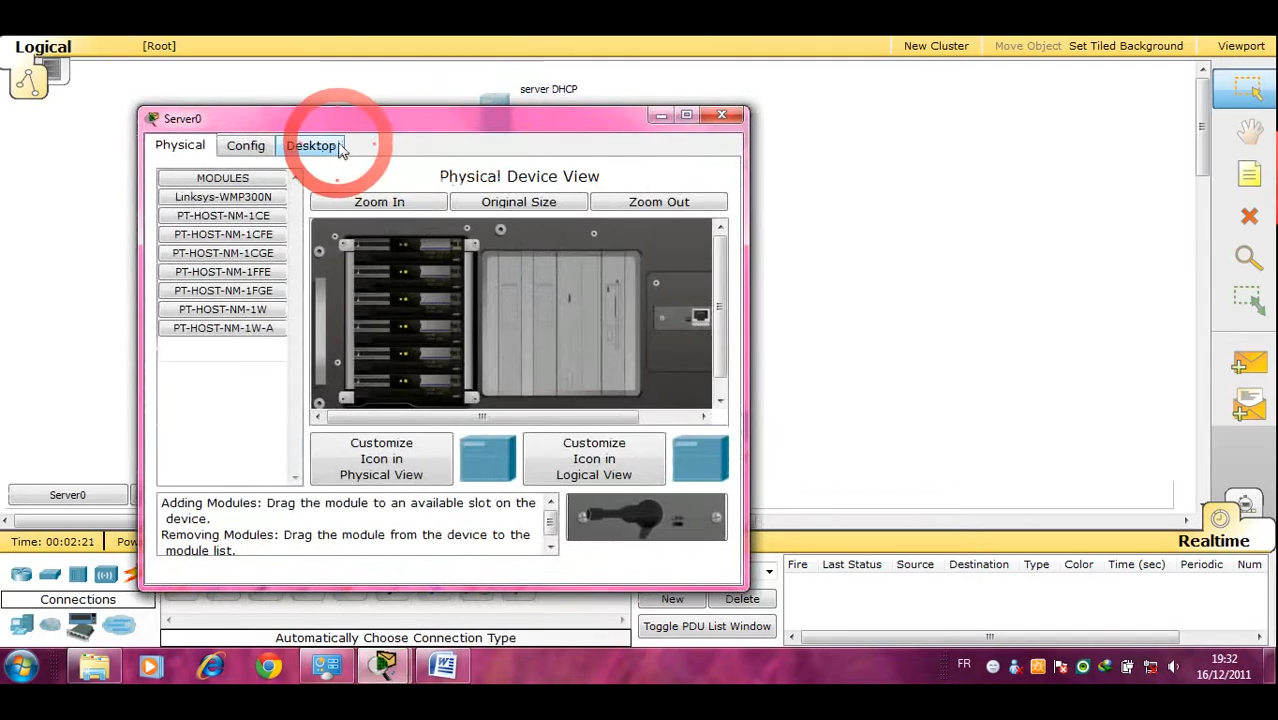 Logical
[Root]
New Cluster
Move Object
Set Tiled Background
Viewport
server DHCP
Server0
Physical
Config
Desktop
MODULES
Linksys-WMP300N
PT-HOST-NM-1CE
PT-HOST-NM-1CFE
PT-HOST-NM-1CGE
PT-HOST-NM-1FFE
PT-HOST-NM-1FGE
PT-HOST-NM-1W
PT-HOST-NM-1W-A
Physical Device View
Zoom In
Original Size
Zoom Out
Customize
Icon in
Physical View
Customize
Icon in
Logical View
Adding Modules: Drag the module to an available slot on the
device.
Removing Modules: Drag the module from the device to the
module list.
Server0
Time: 00:02:21
Realtime
Fire
Last Status
Source
Destination
Type
Color
Time (sec)
Periodic
Num
Connections
New
Delete
Toggle PDU List Window
Automatically Choose Connection Type
FR
19:32
16/12/2011